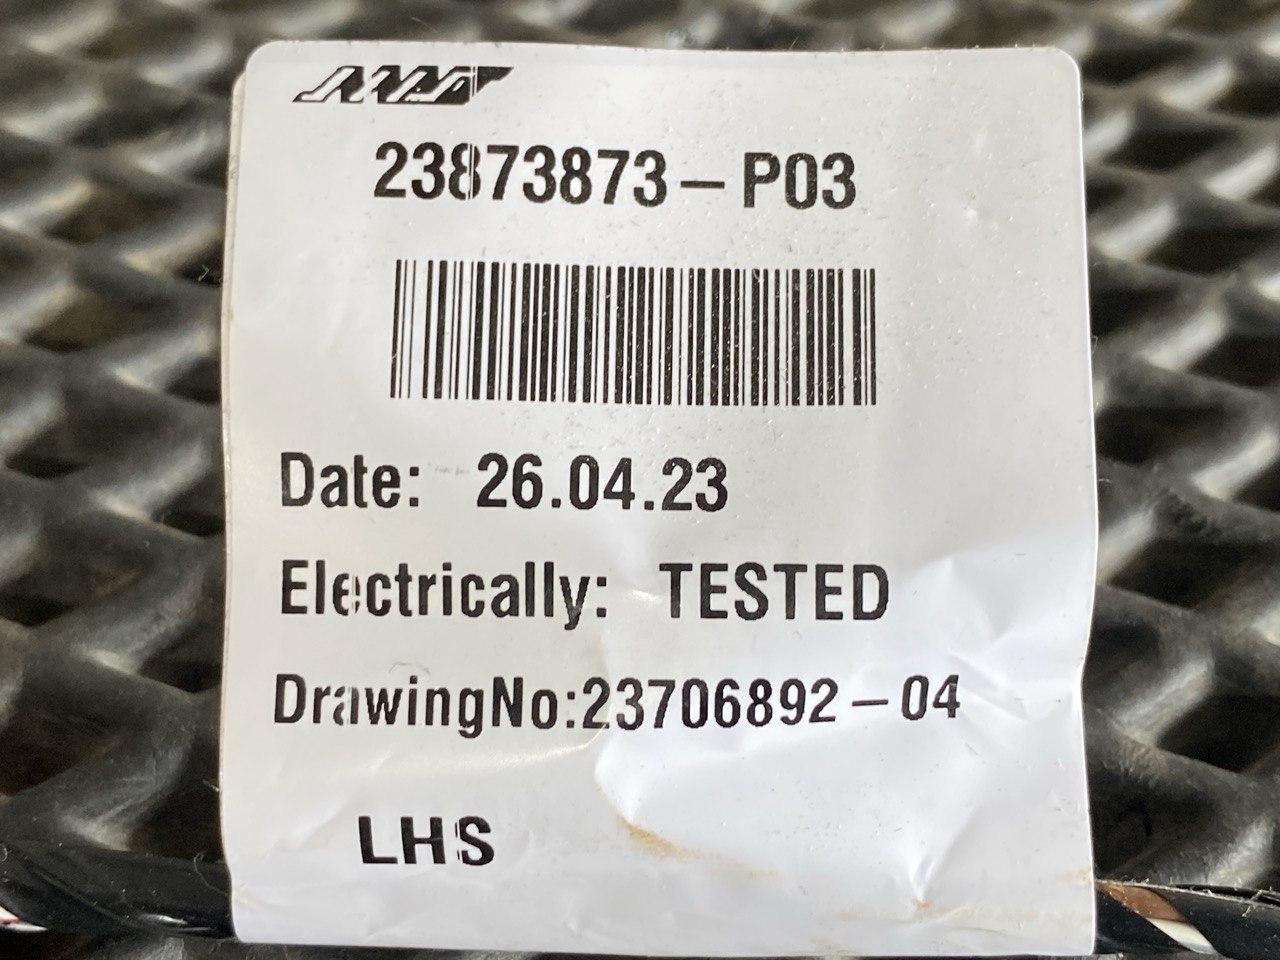 23873873-P03
Date: 26.04.23
Electrically: TESTED
DrawingNo:23706892-04
LHS